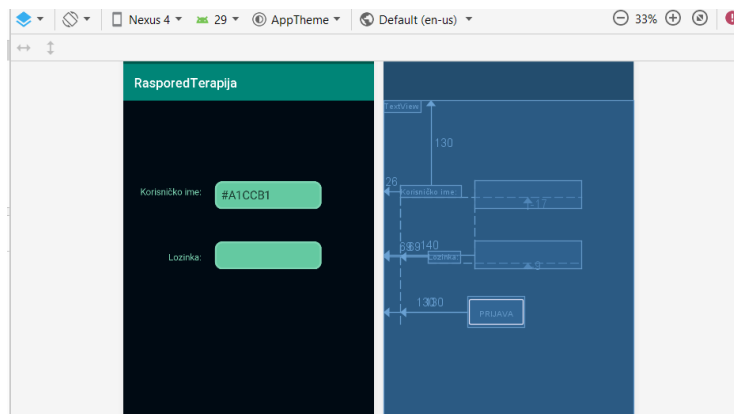 Nexus 4 29 AppTheme Default (en-us) 33%
RasporedTerapija
TextView
130
26
Korisničko ime: #A1CCB1 Korisničko ime:
17
140
Lozinka: Lozinka:
9
PRIJAVA